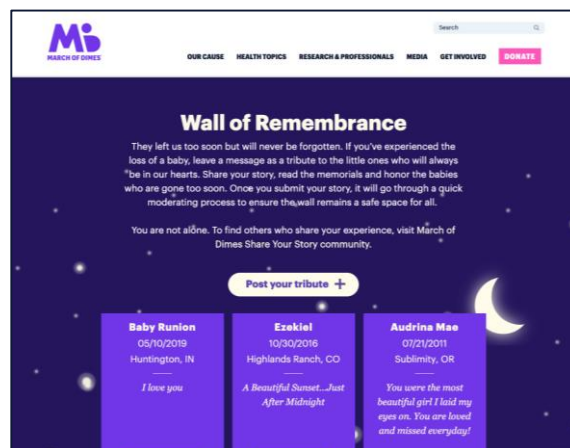 MARCH OF DIMES
Search
OUR CAUSE HEALTH TOPICS RESEARCH & PROFESSIONALS MEDIA GET INVOLVED DONATE
Wall of Remembrance
They left us too soon but will never be forgotten. If you've experienced the
loss of a baby, leave a message as a tribute to the little ones who will always
be in our hearts. Share your story, read the memorials and honor the babies
who are gone too soon. Once you submit your story, it will go through a quick
moderating process to ensure the wall remains a safe space for all.
You are not alone. To find others who share your experience, visit March of
Dimes Share Your Story community.
Post your tribute +
Baby Runion
05/10/2019
Huntington, IN
I love you
Ezekiel
10/30/2016
Highlands Ranch, CO
A Beautiful Sunset...Just
After Midnight
Audrina Mae
07/21/2011
Sublimity, OR
You were the most
beautiful girl I laid my
eyes on. You are loved
and missed everyday!